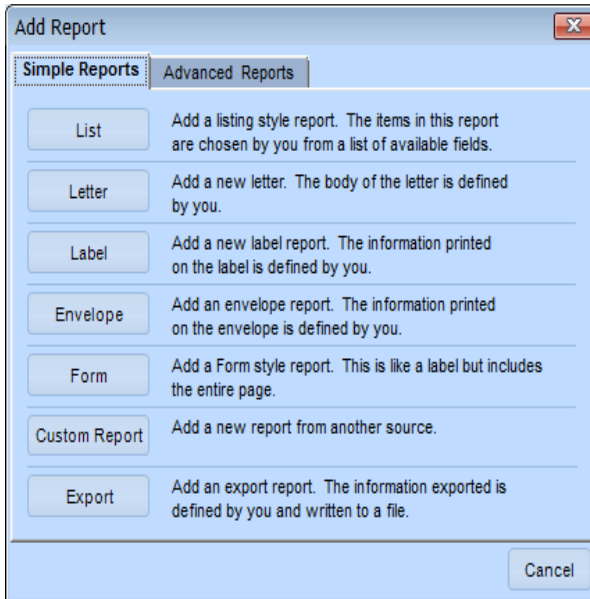 Add Report
Simple Reports
Advanced Reports
List
Add a listing style report. The items in this report
are chosen by you from a list of available fields.
Letter
Add a new letter. The body of the letter is defined
by you.
Label
Add a new label report. The information printed
on the label is defined by you.
Envelope
Add an envelope report. The information printed
on the envelope is defined by you.
Form
Add a Form style report. This is like a label but includes
the entire page.
Custom Report
Add a new report from another source.
Export
Add an export report. The information exported is
defined by you and written to a file.
Cancel